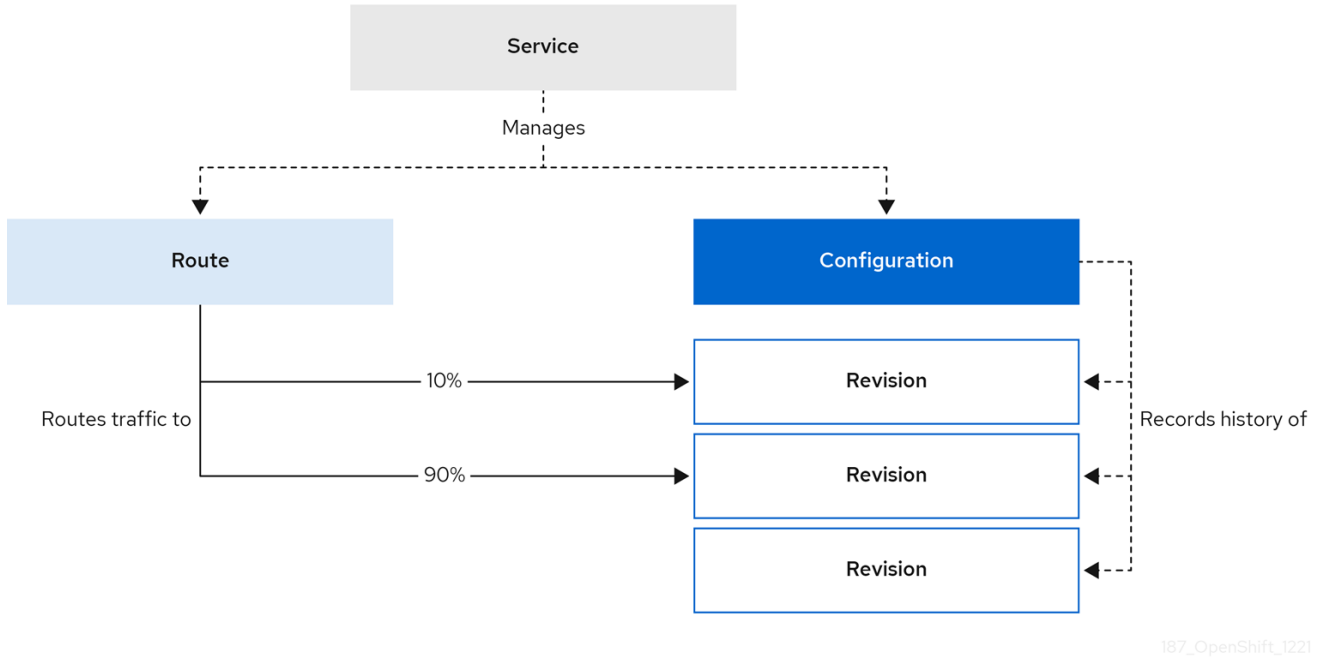 Service
Manages
Route
Configuration
10%
Revision
Routes traffic to
Records history of
90%
Revision
Revision
187_OpenShift_1221